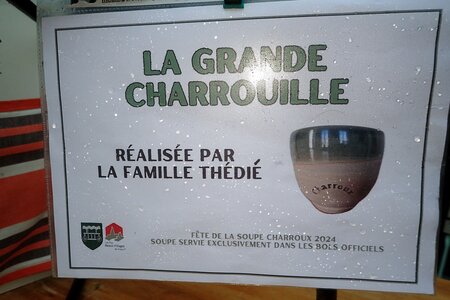 LA GRANDE
CHARROUILLE
RÉALISÉE PAR
LA FAMILLE THÉDIÉ
Charroux
FÊTE DE LA SOUPE CHARROUX 2024
SOUPE SERVIE EXCLUSIVEMENT DANS LES BOLS OFFICIELS